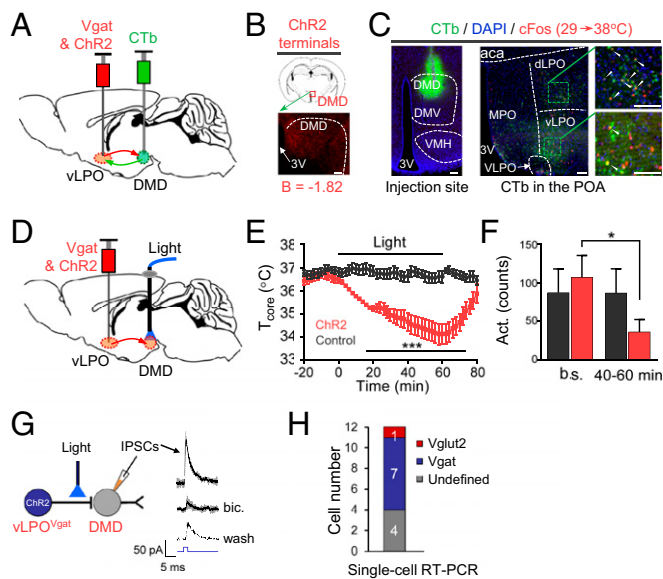 A
Vgat
& ChR2
CTb
vLPO
DMD
B
ChR2
terminals
DMD
DMD
3V
B = -1.82
C
CTb / DAPI / cFos (29→38°C)
DMD
DMV
VMH
3V
Injection site
aca
dLPO
MPO
vLPO
3V
VLPO
CTb in the POA
D
Vgat
& ChR2
Light
vLPO
DMD
E
Light
Tcore (°C)
37
36
35
34
33
ChR2
Control
***
-20 0 20 40 60 80
Time (min)
F
*
Act. (counts)
150
100
50
0
b.s.
40-60 min
G
Light
IPSCs
ChR2
vLPOVgat
DMD
bic.
wash
50 pA
5 ms
H
Cell number
12
10
8
6
4
2
0
1
7
4
Vglut2
Vgat
Undefined
Single-cell RT-PCR